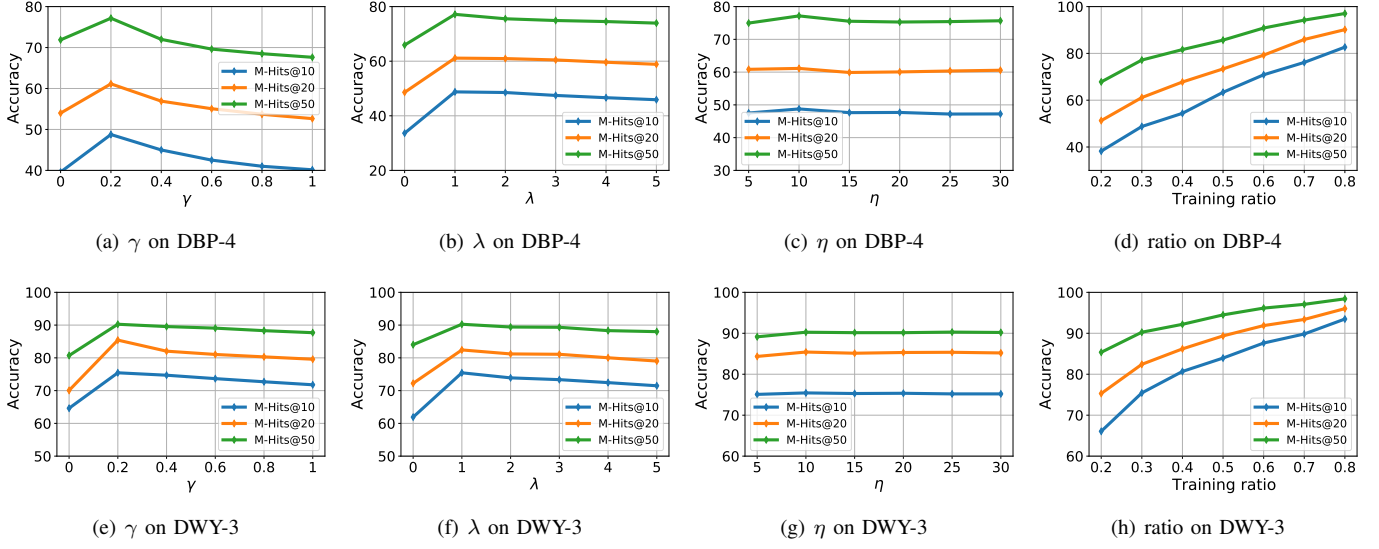 80
70
60
50
40
Accuracy
M-Hits@10
M-Hits@20
M-Hits@50
0 0.2 0.4 0.6 0.8 1
γ
(a) γ on DBP-4
80
60
40
20
Accuracy
M-Hits@10
M-Hits@20
M-Hits@50
0 1 2 3 4 5
λ
(b) λ on DBP-4
80
70
60
50
40
30
Accuracy
M-Hits@10
M-Hits@20
M-Hits@50
5 10 15 20 25 30
η
(c) η on DBP-4
100
80
60
40
Accuracy
M-Hits@10
M-Hits@20
M-Hits@50
0.2 0.3 0.4 0.5 0.6 0.7 0.8
Training ratio
(d) ratio on DBP-4
100
90
80
70
60
50
Accuracy
M-Hits@10
M-Hits@20
M-Hits@50
0 0.2 0.4 0.6 0.8 1
γ
(e) γ on DWY-3
100
90
80
70
60
50
Accuracy
M-Hits@10
M-Hits@20
M-Hits@50
0 1 2 3 4 5
λ
(f) λ on DWY-3
100
90
80
70
60
Accuracy
M-Hits@10
M-Hits@20
M-Hits@50
5 10 15 20 25 30
η
(g) η on DWY-3
100
90
80
70
60
Accuracy
M-Hits@10
M-Hits@20
M-Hits@50
0.2 0.3 0.4 0.5 0.6 0.7 0.8
Training ratio
(h) ratio on DWY-3